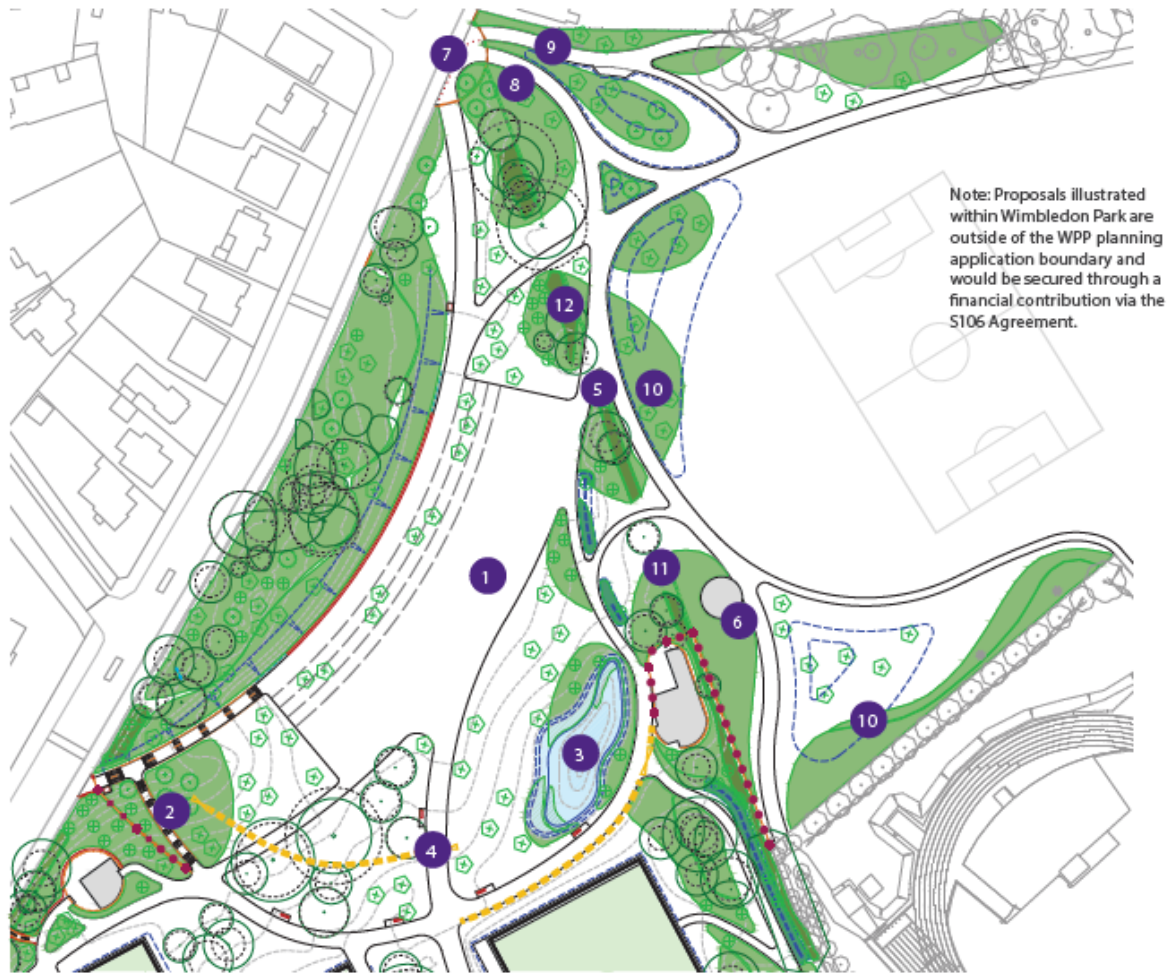 7
9
8
Note: Proposals illustrated
within Wimbledon Park are
outside of the WPP planning
application boundary and
would be secured through a
financial contribution via the
S106 Agreement.
12
5
10
11
1
6
10
3
2
4